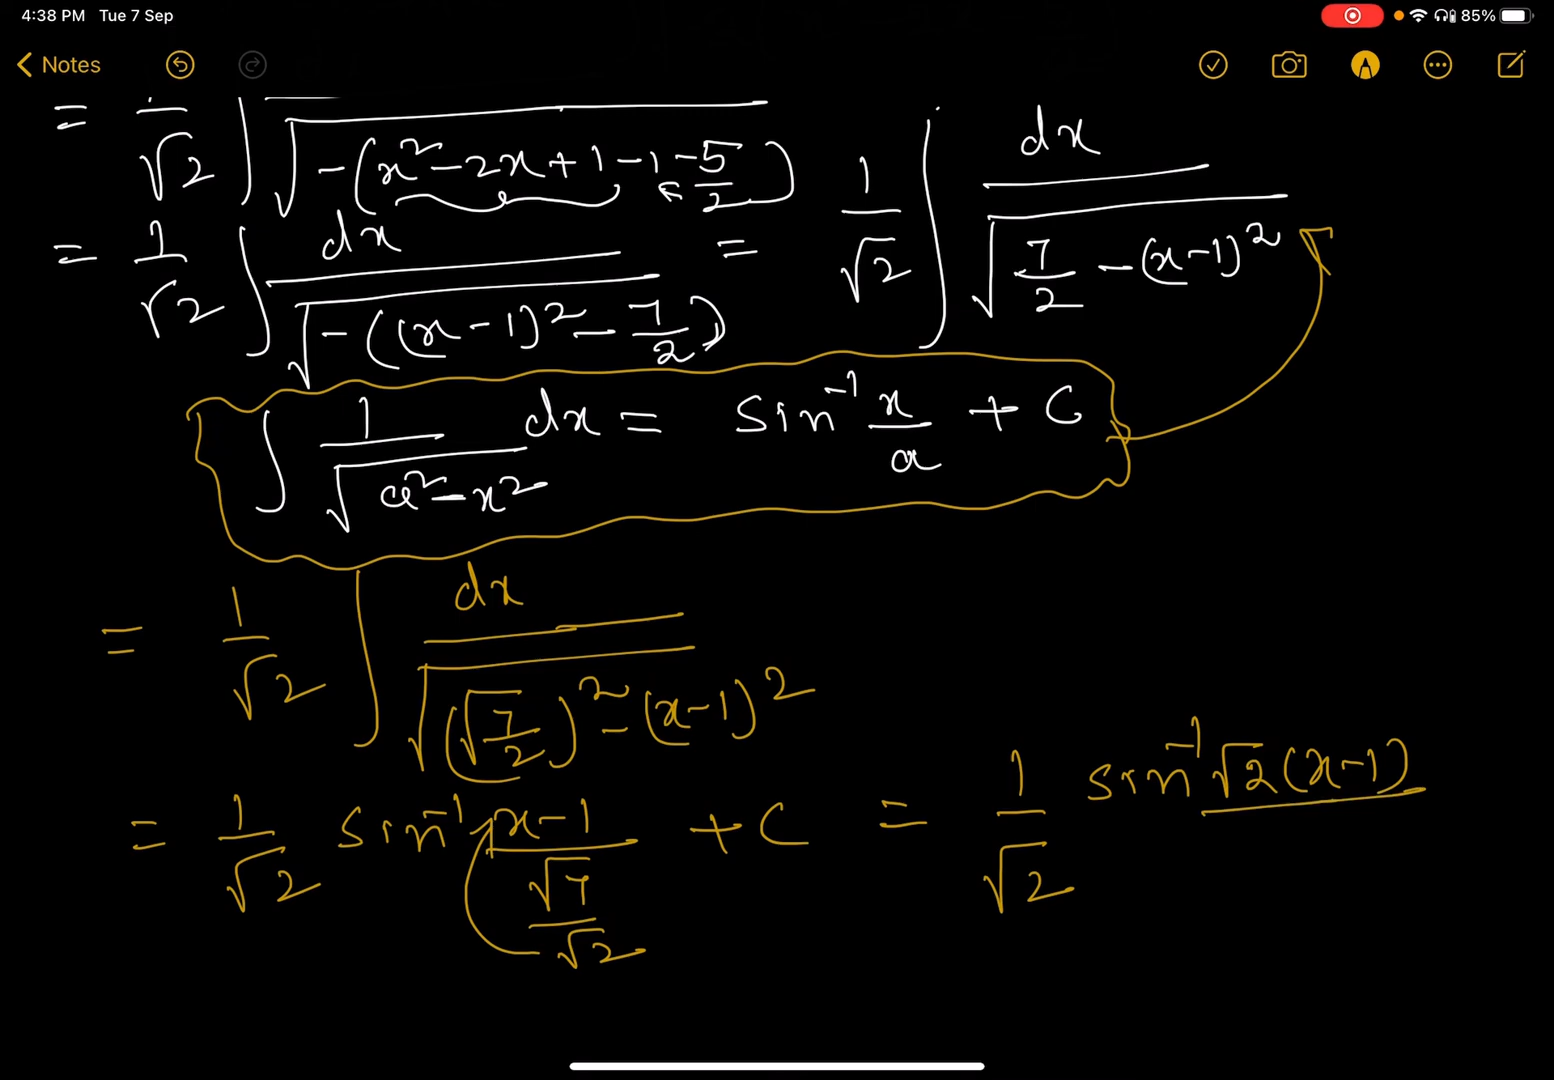 4:38 PM Tue 7 Sep 85%
Notes
= 1/√2 ∫ 1/√(-(x² - 2x + 1 - 1 - 5/2))
= 1/√2 ∫ dx/√(-((x-1)² - 7/2)) = 1/√2 ∫ dx/√(7/2 - (x-1)²)
∫ 1/√(a² - x²) dx = Sin⁻¹ x/a + C
= 1/√2 ∫ dx/√((√7/2)² - (x-1)²)
= 1/√2 sin⁻¹ (x-1)/(√7/√2) + C = 1/√2 sin⁻¹ √2(x-1)